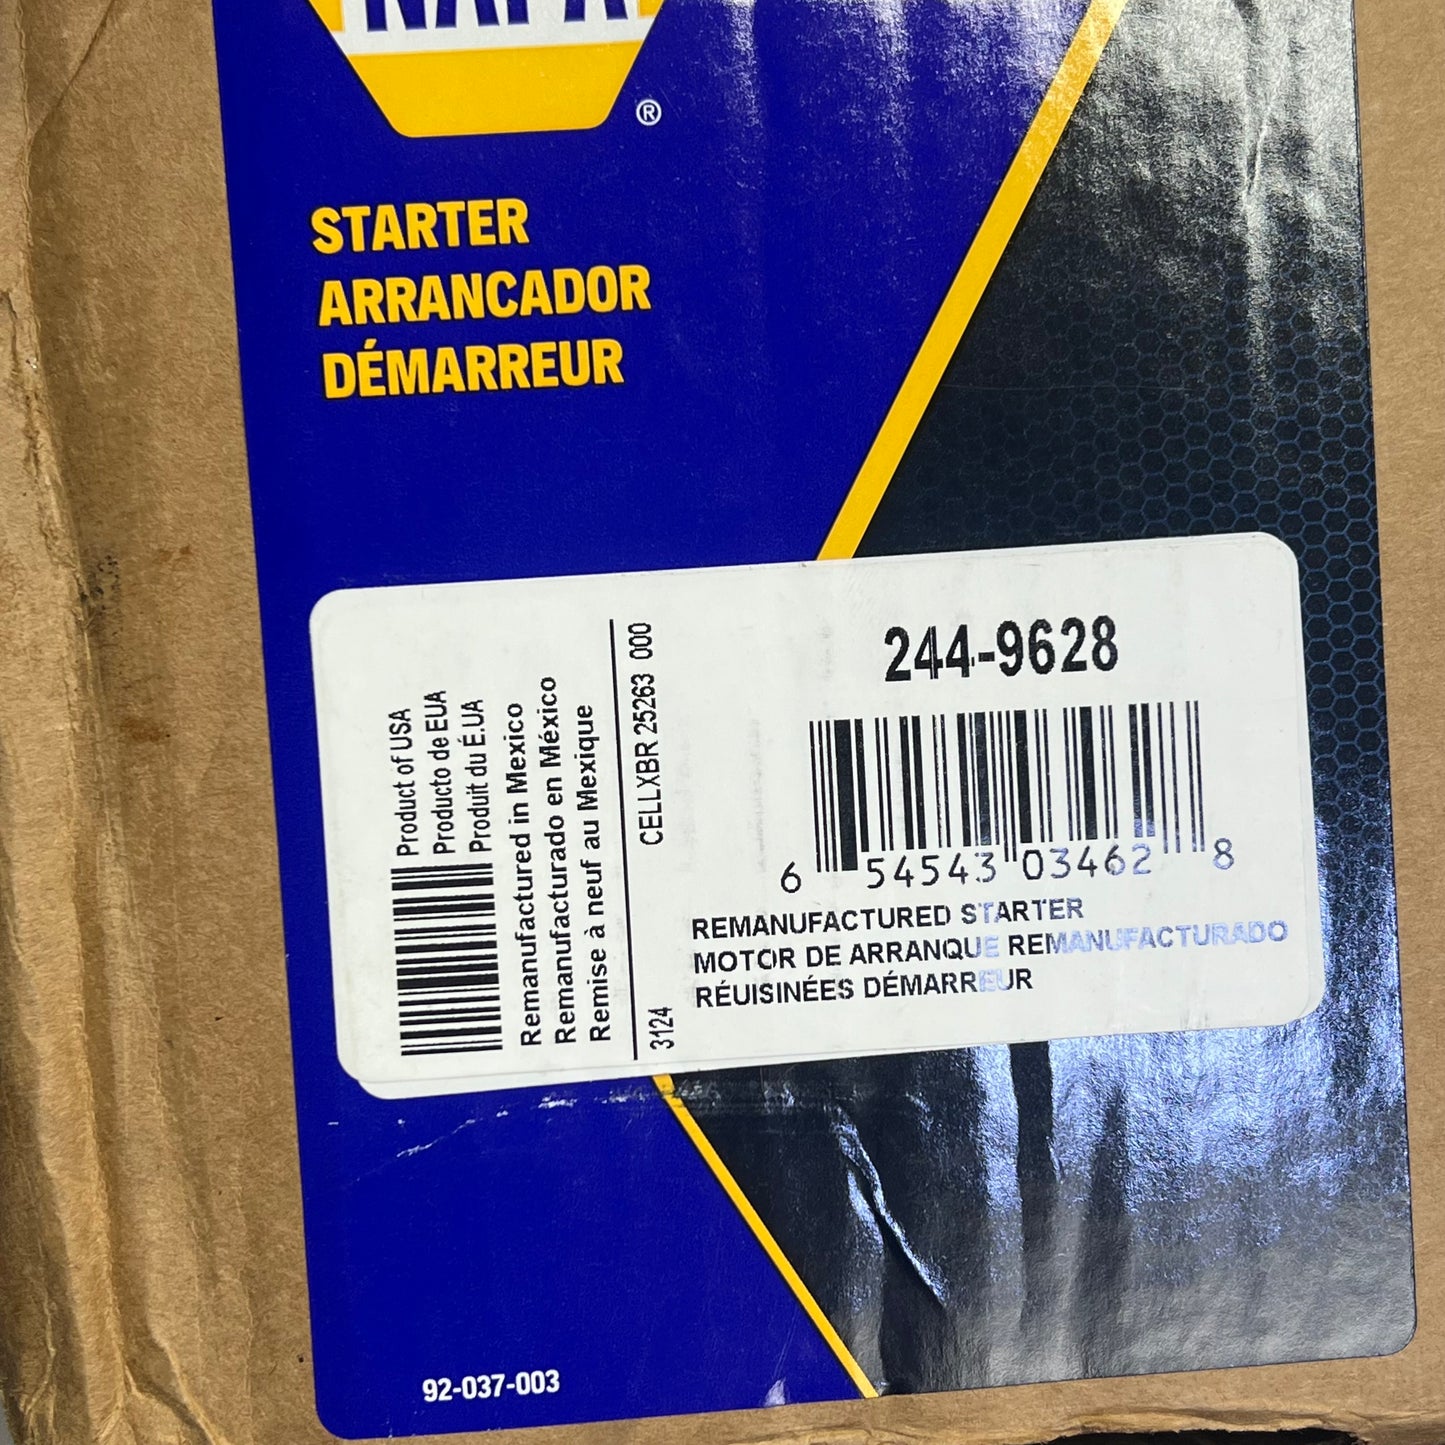 NAPA
®
STARTER
ARRANCADOR
DÉMARREUR
Product of USA
Producto de EUA
Produit du É.UA
Remanufactured in Mexico
Remanufacturado en México
Remise à neuf au Mexique
3124 CELLXBR 25263 000
244-9628
6 54543 03462 8
REMANUFACTURED STARTER
MOTOR DE ARRANQUE REMANUFACTURADO
RÉUISINÉES DÉMARREUR
92-037-003